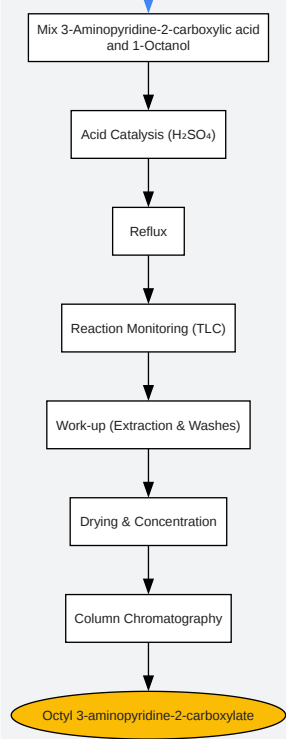 Mix 3-Aminopyridine-2-carboxylic acid
and 1-Octanol
Acid Catalysis (H₂SO₄)
Reflux
Reaction Monitoring (TLC)
Work-up (Extraction & Washes)
Drying & Concentration
Column Chromatography
Octyl 3-aminopyridine-2-carboxylate